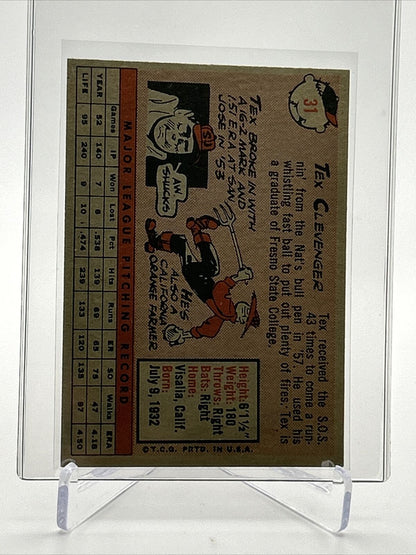 31
TEX CLEVENGER
Tex received the S.O.S.
43 times to come a run-
nin' from the Nat's bull pen in '57. He used his
whistling fast ball to put out plenty of fires. Tex is
a graduate of Fresno State College.
TEX BROKE IN WITH
A 16-2 MARK AND
1.51 ERA AT SAN
JOSE IN '53
SU
AW
SHUCKS
HE'S
ALSO A
CALIFORNIA
ORANGE FARMER
Height: 6'1½"
Weight: 180
Throws: Right
Bats: Right
Home:
Visalia, Calif.
Born:
July 9, 1932
MAJOR LEAGUE PITCHING RECORD
Games IP Won Lost Pct Hits Runs ER SO Walks ERA
YEAR 52 140 7 6 .538 139 69 65 75 47 4.18
LIFE 95 240 9 10 .474 239 133 120 135 87 4.50
©T.C.G. PRTD. IN U.S.A.